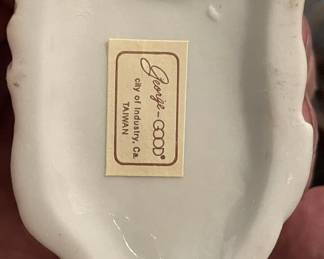 George-GOOD®
city of Industry, Ca.
TAIWAN